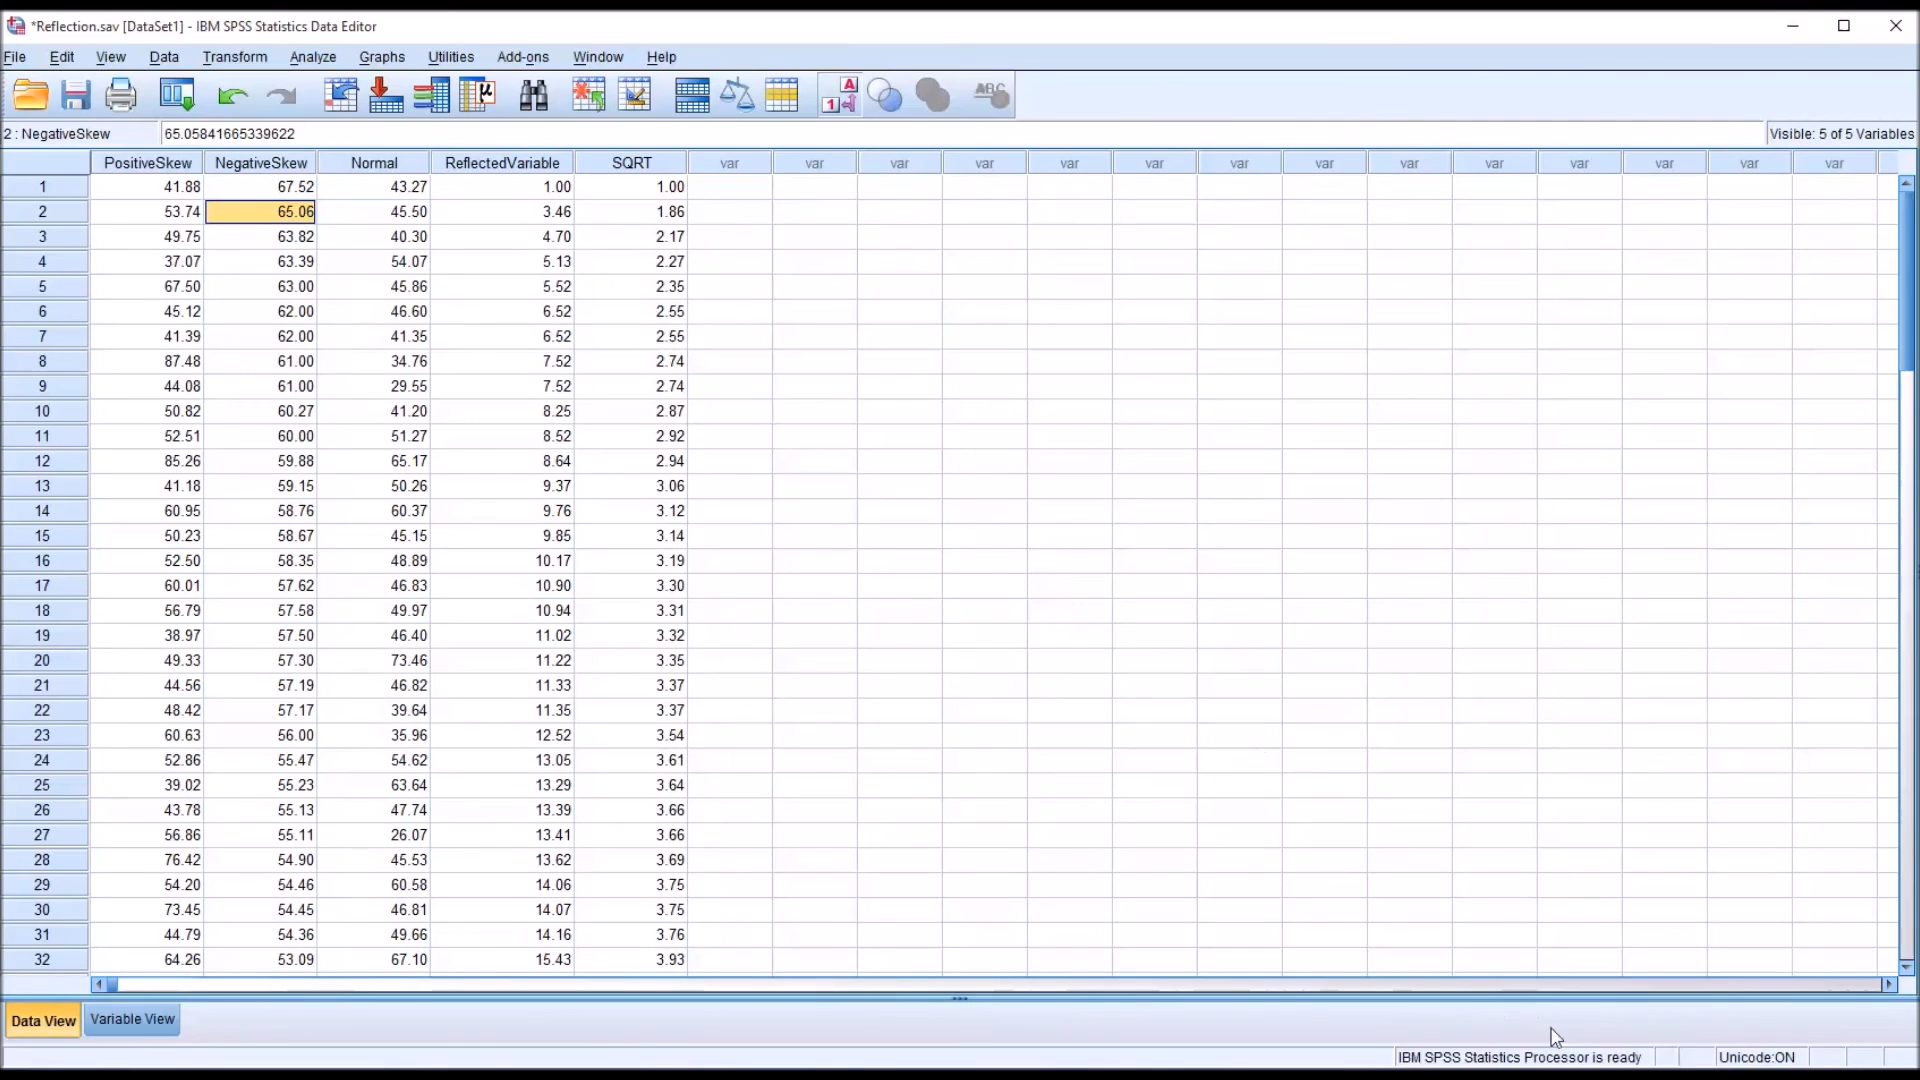 *Reflection.sav [DataSet1] - IBM SPSS Statistics Data Editor
File Edit View Data Transform Analyze Graphs Utilities Add-ons Window Help
2 : NegativeSkew 65.05841665339622 Visible: 5 of 5 Variables
PositiveSkew NegativeSkew Normal ReflectedVariable SQRT var var var var var var var var var var var var var var
1 41.88 67.52 43.27 1.00 1.00
2 53.74 65.06 45.50 3.46 1.86
3 49.75 63.82 40.30 4.70 2.17
4 37.07 63.39 54.07 5.13 2.27
5 67.50 63.00 45.86 5.52 2.35
6 45.12 62.00 46.60 6.52 2.55
7 41.39 62.00 41.35 6.52 2.55
8 87.48 61.00 34.76 7.52 2.74
9 44.08 61.00 29.55 7.52 2.74
10 50.82 60.27 41.20 8.25 2.87
11 52.51 60.00 51.27 8.52 2.92
12 85.26 59.88 65.17 8.64 2.94
13 41.18 59.15 50.26 9.37 3.06
14 60.95 58.76 60.37 9.76 3.12
15 50.23 58.67 45.15 9.85 3.14
16 52.50 58.35 48.89 10.17 3.19
17 60.01 57.62 46.83 10.90 3.30
18 56.79 57.58 49.97 10.94 3.31
19 38.97 57.50 46.40 11.02 3.32
20 49.33 57.30 73.46 11.22 3.35
21 44.56 57.19 46.82 11.33 3.37
22 48.42 57.17 39.64 11.35 3.37
23 60.63 56.00 35.96 12.52 3.54
24 52.86 55.47 54.62 13.05 3.61
25 39.02 55.23 63.64 13.29 3.64
26 43.78 55.13 47.74 13.39 3.66
27 56.86 55.11 26.07 13.41 3.66
28 76.42 54.90 45.53 13.62 3.69
29 54.20 54.46 60.58 14.06 3.75
30 73.45 54.45 46.81 14.07 3.75
31 44.79 54.36 49.66 14.16 3.76
32 64.26 53.09 67.10 15.43 3.93
Data View Variable View
IBM SPSS Statistics Processor is ready Unicode:ON